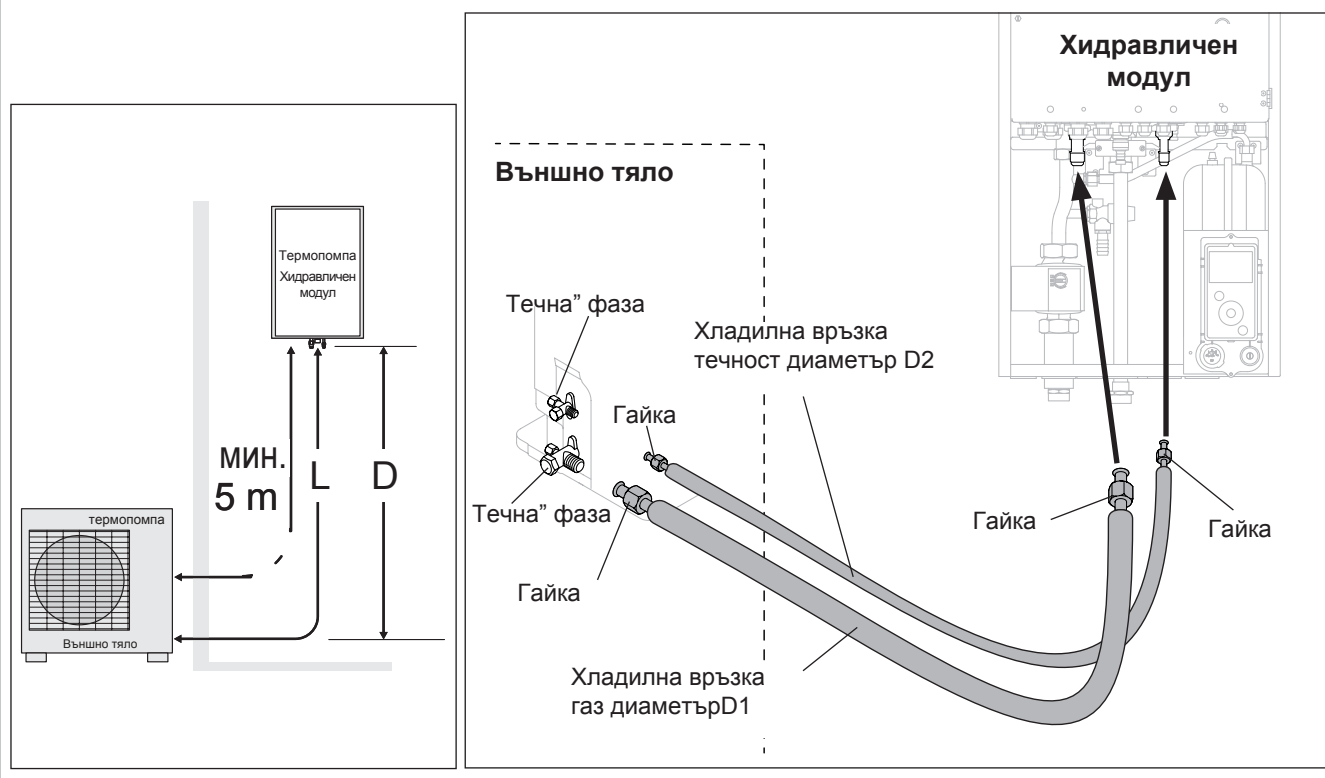 Термопомпа
Хидравличен
модул
мин.
5 m
L
D
термопомпа
Външно тяло
Хидравличен
модул
Външно тяло
Течна” фаза
Хладилна връзка
течност диаметър D2
Гайка
Течна” фаза
Гайка
Гайка
Гайка
Хладилна връзка
газ диаметърD1